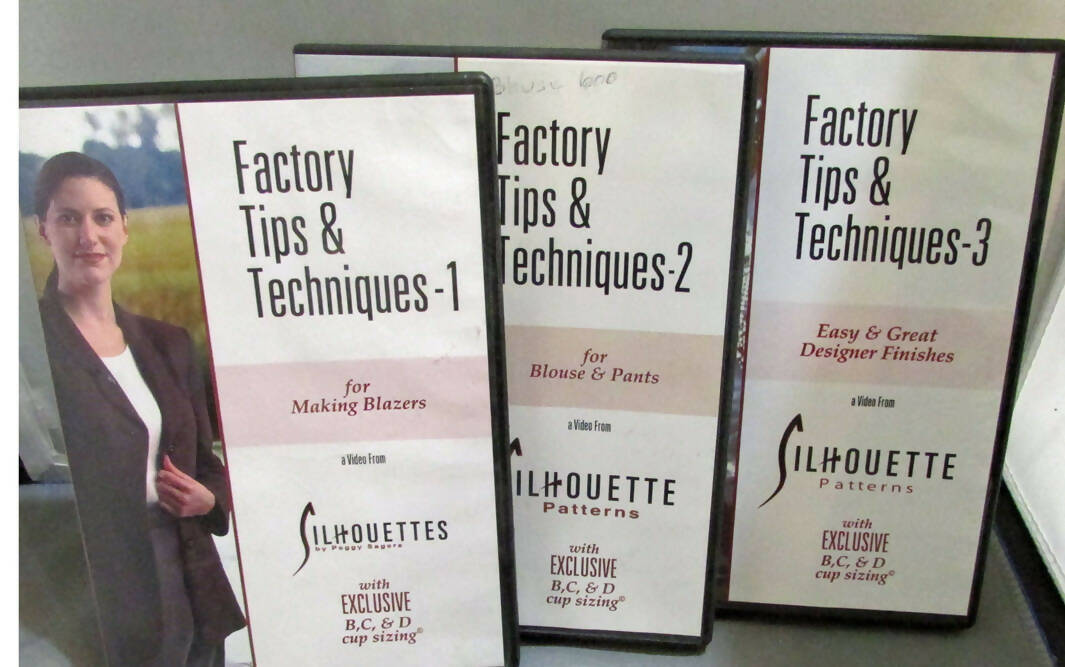 Factory
Tips &
Techniques-1
for
Making Blazers
a Video From
SILHOUETTES
by Peggy Sagers
with
EXCLUSIVE
B,C, & D
cup sizing©
Factory
Tips &
Techniques-2
for
Blouse & Pants
a Video From
SILHOUETTE
Patterns
with
EXCLUSIVE
B,C, & D
cup sizing©
Factory
Tips &
Techniques-3
Easy & Great
Designer Finishes
a Video From
SILHOUETTE
Patterns
with
EXCLUSIVE
B,C, & D
cup sizing©